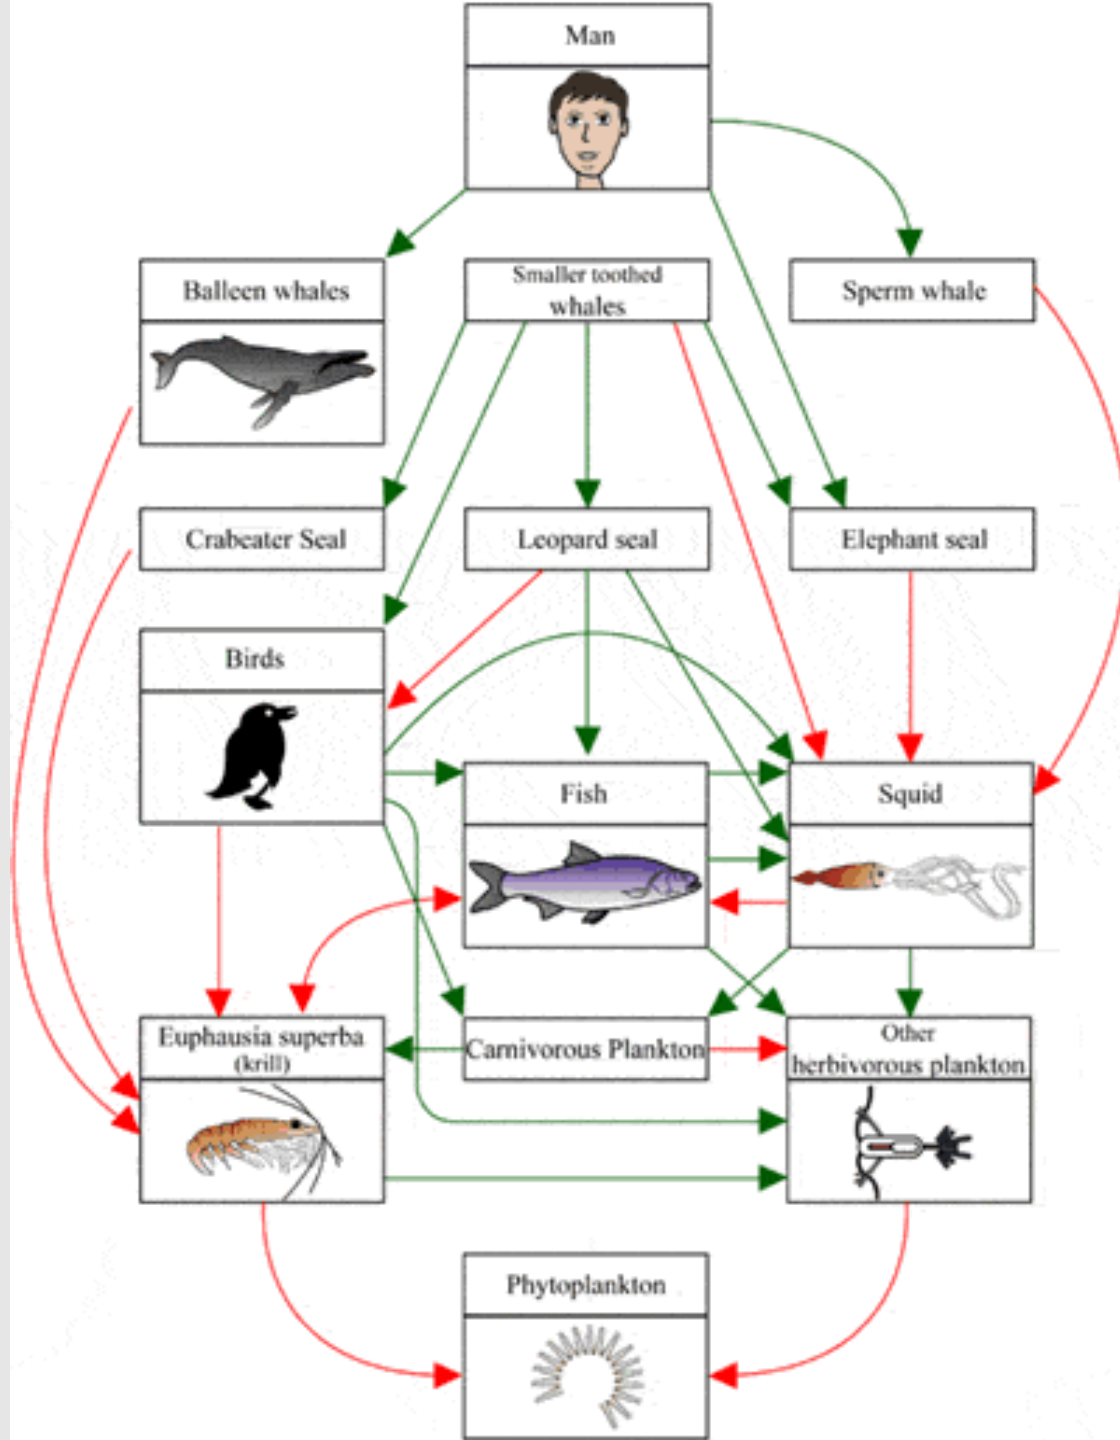 Man
Balleen whales
Smaller toothed
whales
Sperm whale
Crabeater Seal
Leopard seal
Elephant seal
Birds
Fish
Squid
Euphausia superba
(krill)
Carnivorous Plankton
Other
herbivorous plankton
Phytoplankton